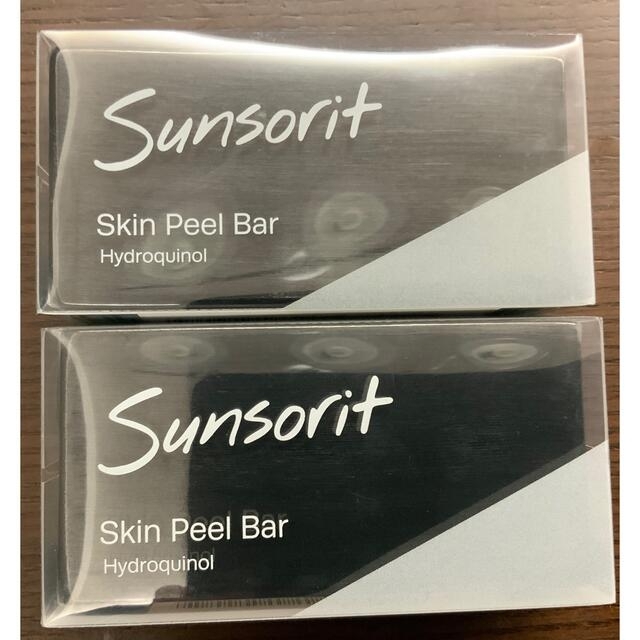 Sunsorit
Skin Peel Bar
Hydroquinol
Sunsorit
Skin Peel Bar
Hydroquinol